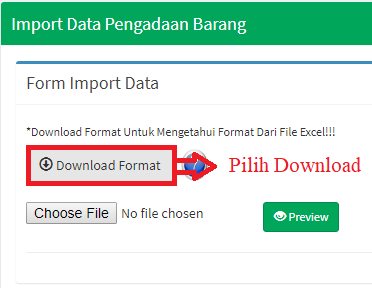 Import Data Pengadaan Barang
Form Import Data
*Download Format Untuk Mengetahui Format Dari File Excel!!!
Download Format Pilih Download
Choose File No file chosen Preview